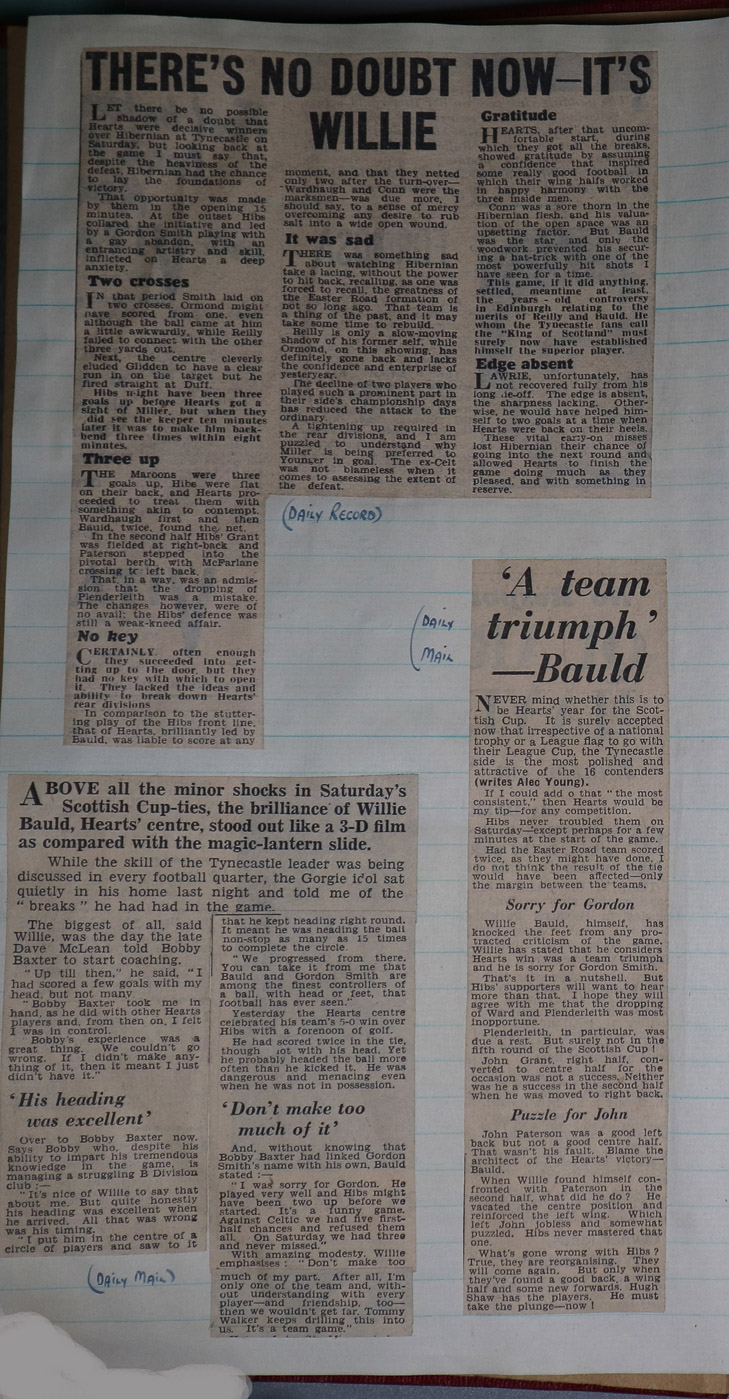 THERE'S NO DOUBT NOW—IT'S
WILLIE
LET there be no possible
shadow of a doubt that
Hearts were decisive winners
over Hibernian at Tynecastle on
Saturday, but looking back at
the game I must say that,
despite the heaviness of the
defeat, Hibernian had the chance
to lay the foundations of
victory.
That opportunity was made
by them in the opening 15
minutes. At the outset Hibs
collared the initiative and led
by a Gordon Smith playing with
a gay abandon, with an
entrancing artistry and skill,
inflicted on Hearts a deep
anxiety.
Two crosses
IN that period Smith laid on
two crosses. Ormond might
have scored from one, even
although the ball came at him
a little awkwardly, while Reilly
failed to connect with the other
three yards out.
Next, the centre cleverly
eluded Glidden to have a clear
run in on the target but he
fired straight at Duff.
Hibs might have been three
goals up before Hearts got a
sight of Miller, but when they
did see the keeper ten minutes
later it was to make him back-
bend three times within eight
minutes.
Three up
THE Maroons were three
goals up, Hibs were flat
on their back, and Hearts pro-
ceeded to treat them with
something akin to contempt.
Wardhaugh first and then
Bauld, twice, found the net.
In the second half Hibs' Grant
was fielded at right-back and
Paterson stepped into the
pivotal berth, with McFarlane
crossing to left back.
That, in a way, was an admis-
sion that the dropping of
Plenderleith was a mistake.
The changes however, were of
no avail; the Hibs' defence was
still a weak-kneed affair.
No key
CERTAINLY, often enough
they succeeded into get-
ting up to the door, but they
had no key with which to open
it. They lacked the ideas and
ability to break down Hearts'
rear divisions
In comparison to the stutter-
ing play of the Hibs front line,
that of Hearts, brilliantly led by
Bauld, was liable to score at any
moment, and that they netted
only two after the turn-over—
Wardhaugh and Conn were the
marksmen—was due more, I
should say, to a sense of mercy
overcoming any desire to rub
salt into a wide open wound.
It was sad
THERE was something sad
about watching Hibernian
take a lacing, without the power
to hit back, recalling, as one was
forced to recall, the greatness of
the Easter Road formation of
not so long ago. That team is
a thing of the past, and it may
take some time to rebuild.
Reilly is only a slow-moving
shadow of his former self, while
Ormond, on this showing, has
definitely gone back and lacks
the confidence and enterprise of
yesteryear.
The decline of two players who
played such a prominent part in
their side's championship days
has reduced the attack to the
ordinary.
A tightening up required in
the rear divisions, and I am
puzzled to understand why
Miller is being preferred to
Younger in goal. The ex-Celt
was not blameless when it
comes to assessing the extent of
the defeat.
Gratitude
HEARTS, after that uncom-
fortable start, during
which they got all the breaks,
showed gratitude by assuming
a confidence that inspired
some really good football in
which their wing halfs worked
in happy harmony with the
three inside men.
Conn was a sore thorn in the
Hibernian flesh, and his valua-
tion of the open space was an
upsetting factor. But Bauld
was the star, and only the
woodwork prevented his secur-
ing a hat-trick with one of the
most powerfully hit shots I
have seen for a time.
This game, if it did anything,
settled, meantime at least,
the years - old controversy
in Edinburgh relating to the
merits of Reilly and Bauld. He
whom the Tynecastle fans call
the "King of Scotland" must
surely now have established
himself the superior player.
Edge absent
LAWRIE, unfortunately, has
not recovered fully from his
long lie-off. The edge is absent,
the sharpness lacking. Other-
wise, he would have helped him-
self to two goals at a time when
Hearts were back on their heels.
These vital carry-on misses
lost Hibernian their chance of
going into the next round and
allowed Hearts to finish the
game doing much as they
pleased, and with something in
reserve.
(DAILY RECORD)
(DAILY
MAIL
'A team
triumph'
—Bauld
NEVER mind whether this is to
be Hearts' year for the Scot-
tish Cup. It is surely accepted
now that irrespective of a national
trophy or a League flag to go with
their League Cup, the Tynecastle
side is the most polished and
attractive of the 16 contenders
(writes Alec Young).
If I could add o that "the most
consistent," then Hearts would be
my tip—for any competition.
Hibs never troubled them on
Saturday—except perhaps for a few
minutes at the start of the game.
Had the Easter Road team scored
twice, as they might have done, I
do not think the result of the tie
would have been affected—only
the margin between the teams.
Sorry for Gordon
Willie Bauld, himself, has
knocked the feet from any pro-
tracted criticism of the game.
Willie has stated that he considers
Hearts win was a team triumph
and he is sorry for Gordon Smith.
That's it in a nutshell. But
Hibs' supporters will want to hear
more than that. I hope they will
agree with me that the dropping
of Ward and Plenderleith was most
inopportune.
Plenderleith, in particular, was
due a rest. But surely not in the
fifth round of the Scottish Cup!
John Grant, right half, con-
verted to centre half for the
occasion was not a success. Neither
was he a success in the second half
when he was moved to right back.
Puzzle for John
John Paterson was a good left
back but not a good centre half.
That wasn't his fault. Blame the
architect of the Hearts' victory—
Bauld.
When Willie found himself con-
fronted with Paterson in the
second half, what did he do? He
vacated the centre position and
reinforced the left wing. Which
left John jobless and somewhat
puzzled. Hibs never mastered that
one.
What's gone wrong with Hibs?
True, they are reorganising. They
will come again. But only when
they've found a good back, a wing
half and some new forwards. Hugh
Shaw has the players. He must
take the plunge—now!
ABOVE all the minor shocks in Saturday's
Scottish Cup-ties, the brilliance of Willie
Bauld, Hearts' centre, stood out like a 3-D film
as compared with the magic-lantern slide.
While the skill of the Tynecastle leader was being
discussed in every football quarter, the Gorgie idol sat
quietly in his home last night and told me of the
"breaks" he had had in the game.
The biggest of all, said
Willie, was the day the late
Dave McLean told Bobby
Baxter to start coaching.
"Up till then," he said, "I
had scored a few goals with my
head, but not many.
"Bobby Baxter took me in
hand, as he did with other Hearts
players and, from then on, I felt
I was in control.
"Bobby's experience was a
great thing. We couldn't go
wrong. If I didn't make any-
thing of it, then it meant I just
didn't have it."
'His heading
was excellent'
Over to Bobby Baxter now.
Says Bobby who, despite his
ability to impart his tremendous
knowledge in the game, is
managing a struggling B Division
club:—
"It's nice of Willie to say that
about me. But quite honestly
his heading was excellent when
he arrived. All that was wrong
was his timing.
"I put him in the centre of a
circle of players and saw to it
that he kept heading right round.
It meant he was heading the ball
non-stop as many as 15 times
to complete the circle.
"We progressed from there.
You can take it from me that
Bauld and Gordon Smith are
among the finest controllers of
a ball, with head or feet, that
football has ever seen."
Yesterday the Hearts centre
celebrated his team's 5-0 win over
Hibs with a forenoon of golf.
He had scored twice in the tie,
though not with his head. Yet
he probably headed the ball more
often than he kicked it. He was
dangerous and menacing even
when he was not in possession.
'Don't make too
much of it'
And, without knowing that
Bobby Baxter had linked Gordon
Smith's name with his own, Bauld
stated:—
"I was sorry for Gordon. He
played very well and Hibs might
have been two up before we
started. It's a funny game.
Against Celtic we had five first-
half chances and refused them
all. On Saturday we had three
and never missed."
With amazing modesty, Willie
emphasises: "Don't make too
much of my part. After all, I'm
only one of the team and, with-
out understanding with every
player—and friendship, too—
then we wouldn't get far. Tommy
Walker keeps drilling this into
us. It's a team game."
(DAILY MAIL)